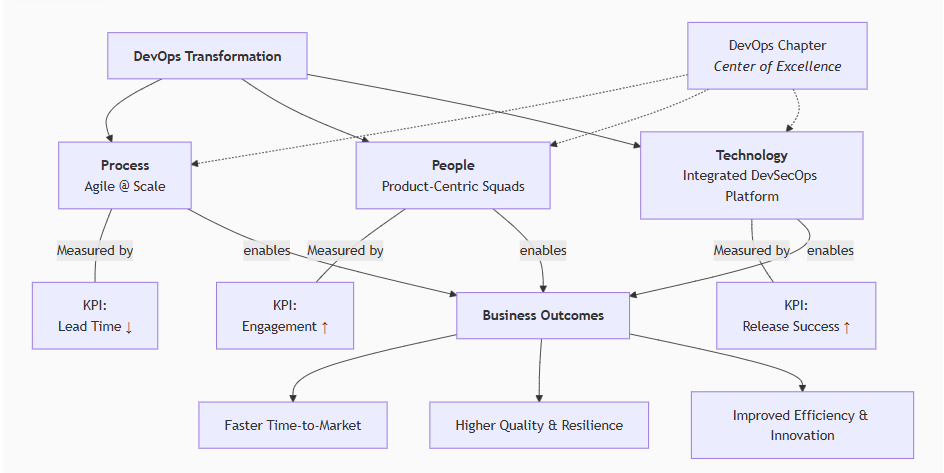 DevOps Transformation
DevOps Chapter
Center of Excellence
Process
Agile @ Scale
People
Product-Centric Squads
Technology
Integrated DevSecOps
Platform
Measured by
enables
Measured by
enables
Measured by
enables
KPI:
Lead Time ↓
KPI:
Engagement ↑
Business Outcomes
KPI:
Release Success ↑
Faster Time-to-Market
Higher Quality & Resilience
Improved Efficiency &
Innovation